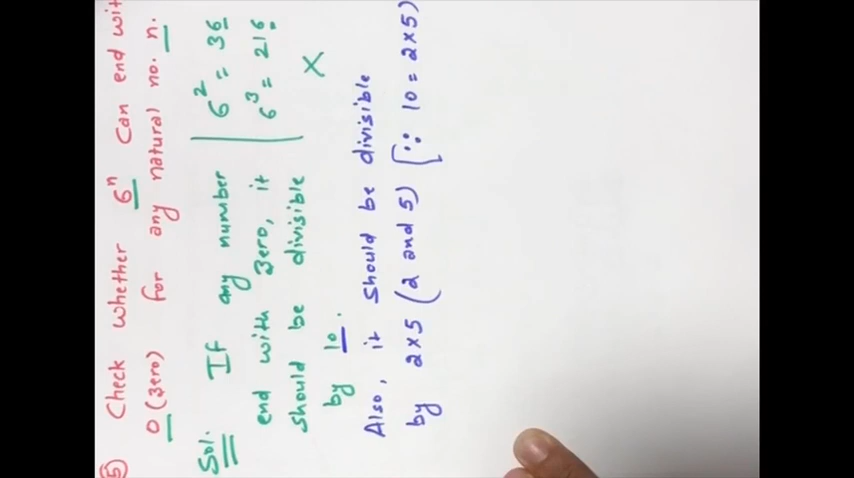 5 Check whether 6ⁿ can end with
0 (zero) for any natural no. n.
Sol. If any number
end with zero, it
should be divisible
by 10.
6² = 36
6³ = 216
X
Also, it should be divisible
by 2×5 (2 and 5) [∵ 10 = 2×5)